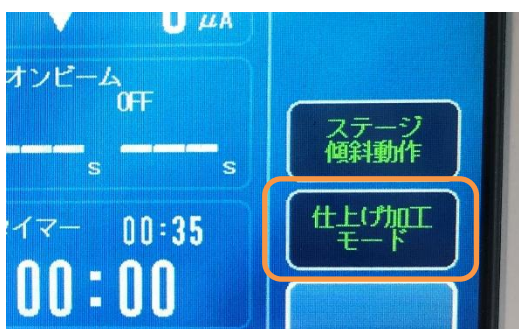 0 μA
オンビーム
OFF
--- s --- s
ステージ
傾斜動作
イマー 00:35
00:00
仕上げ加工
モード